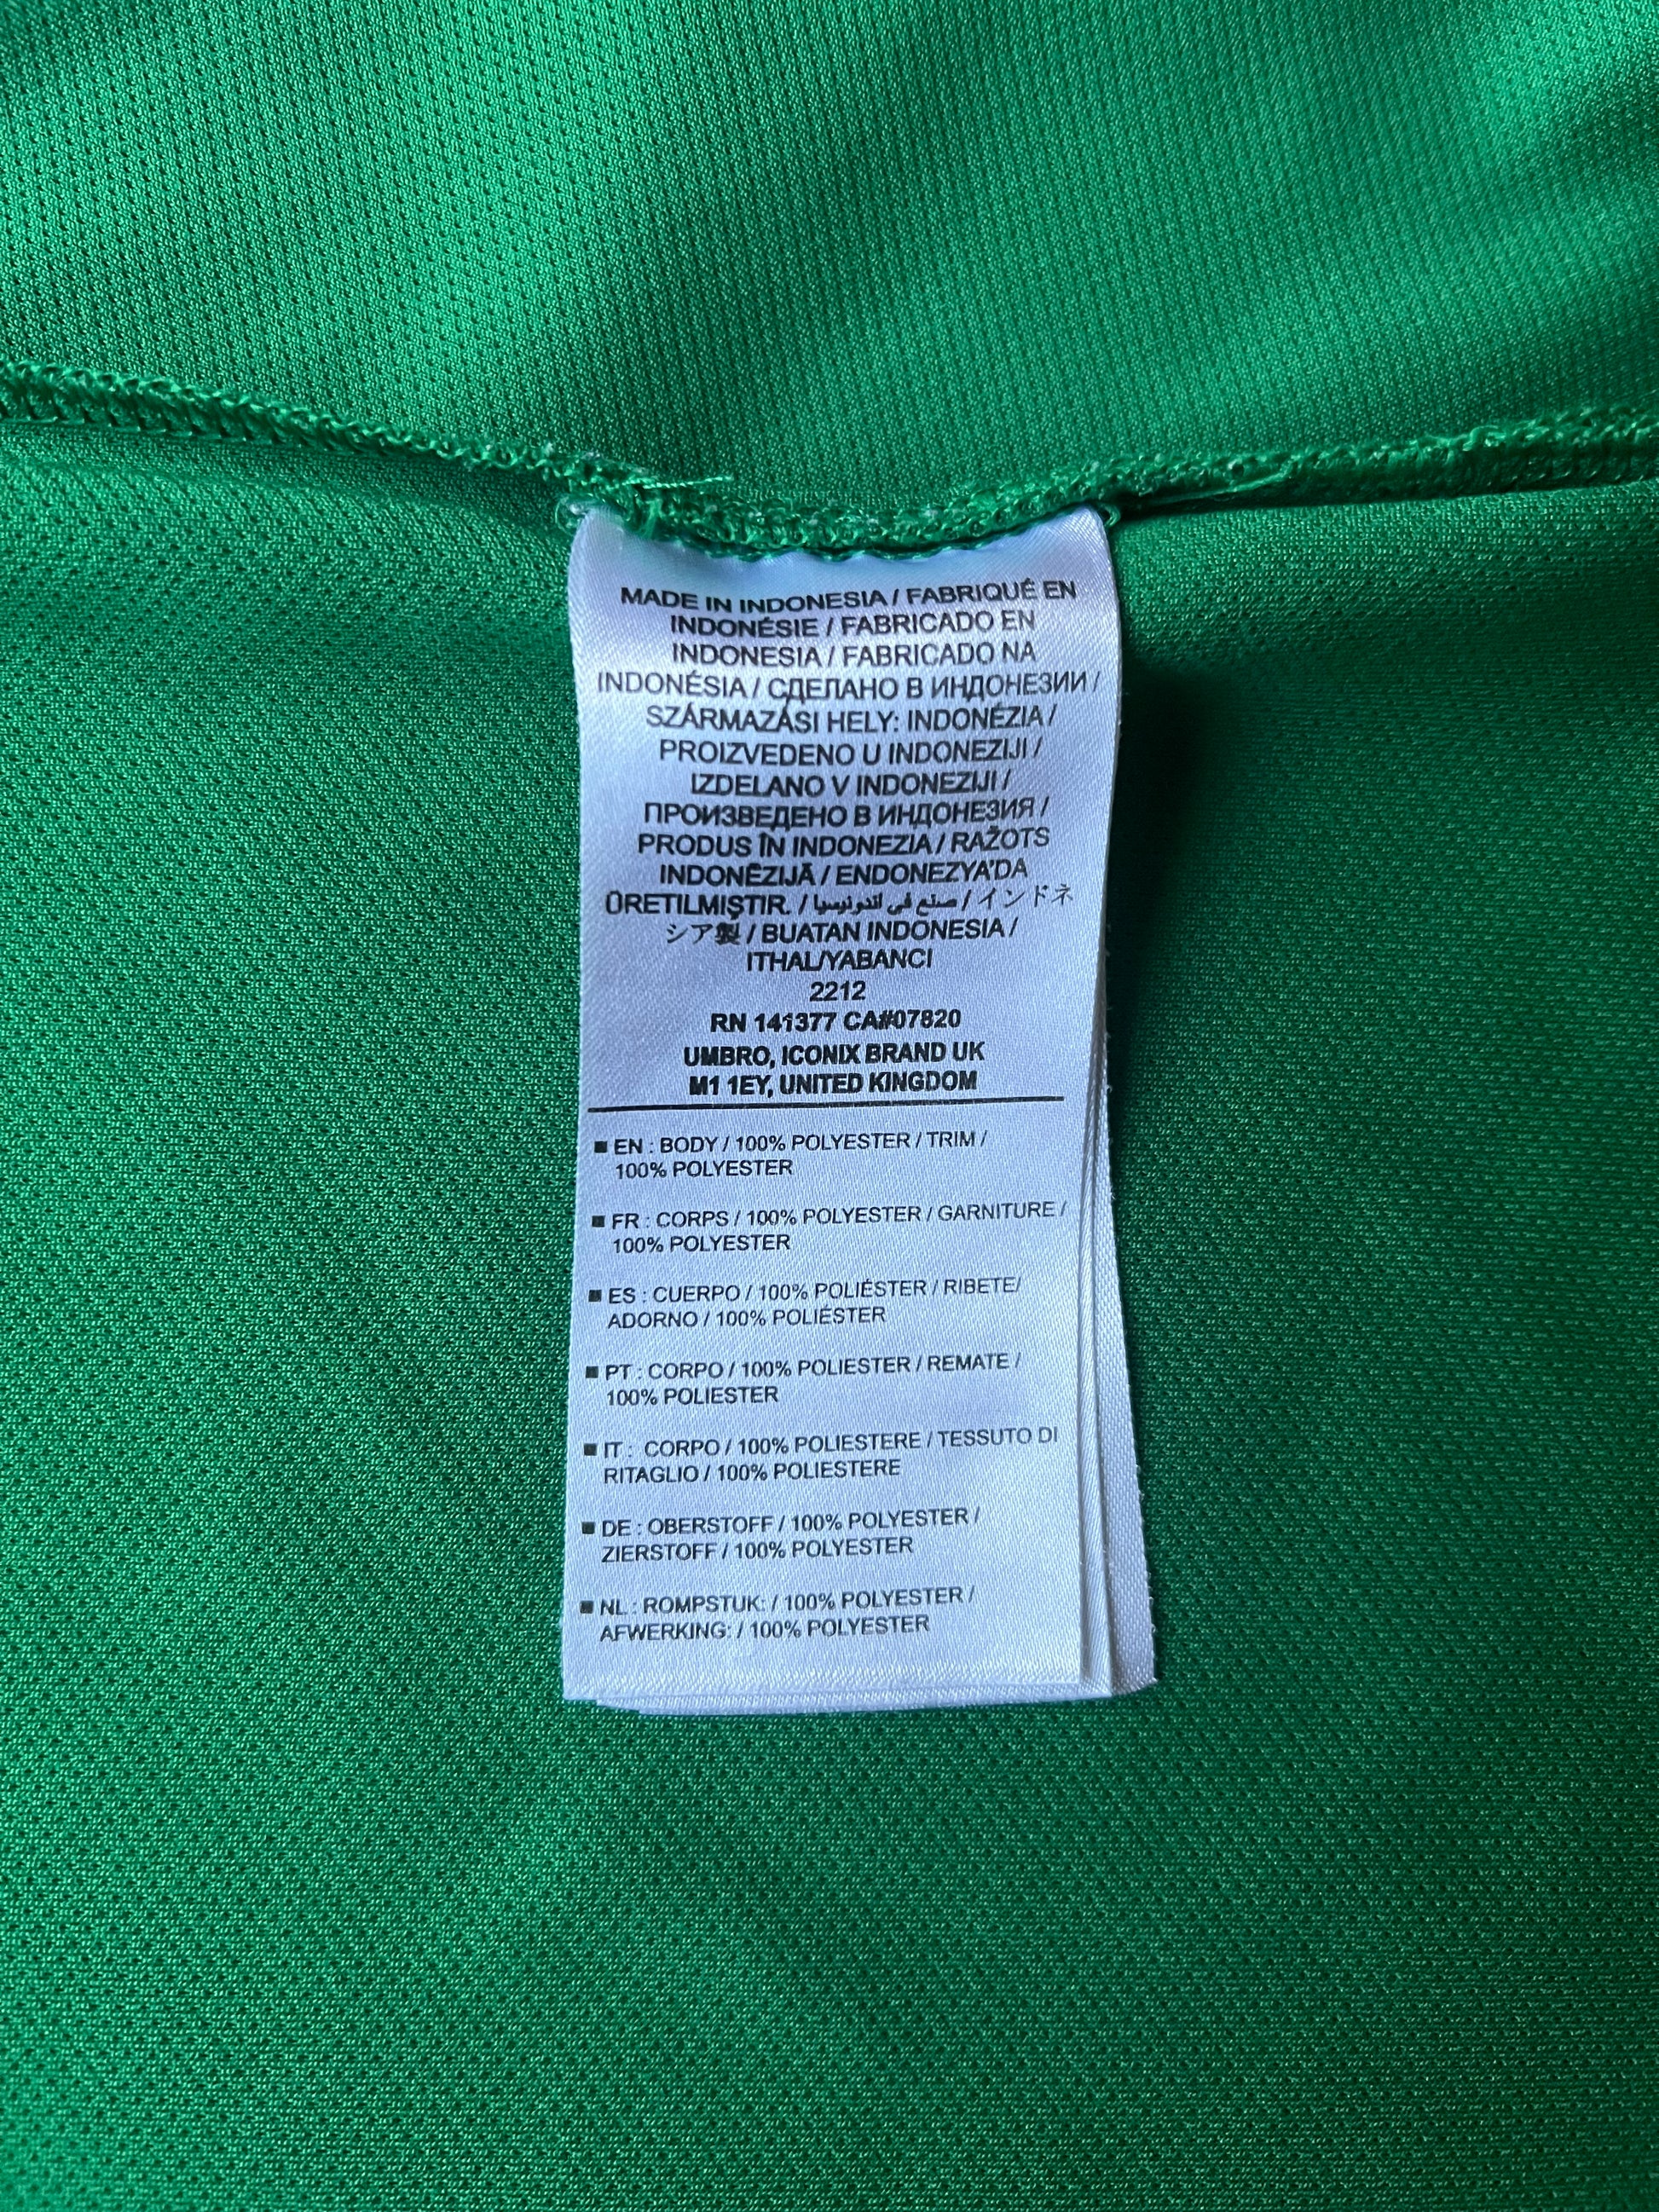 MADE IN INDONESIA / FABRIQUÉ EN
INDONÉSIE / FABRICADO EN
INDONESIA / FABRICADO NA
INDONÉSIA / СДЕЛАНО В ИНДОНЕЗИИ /
SZÁRMAZÁSI HELY: INDONÉZIA /
PROIZVEDENO U INDONEZIJI /
IZDELANO V INDONEZIJI /
ПРОИЗВЕДЕНО В ИНДОНЕЗИЯ /
PRODUS ÎN INDONEZIA / RAŽOTS
INDONĒZIJĀ / ENDONEZYA'DA
ÜRETILMIŞTIR. / صنع في اندونيسيا / インドネ
シア製 / BUATAN INDONESIA /
ITHAL/YABANCI
2212
RN 141377 CA#07820
UMBRO, ICONIX BRAND UK
M1 1EY, UNITED KINGDOM
■ EN : BODY / 100% POLYESTER / TRIM /
100% POLYESTER
■ FR : CORPS / 100% POLYESTER / GARNITURE /
100% POLYESTER
■ ES : CUERPO / 100% POLIÉSTER / RIBETE/
ADORNO / 100% POLIÉSTER
■ PT : CORPO / 100% POLIESTER / REMATE /
100% POLIESTER
■ IT : CORPO / 100% POLIESTERE / TESSUTO DI
RITAGLIO / 100% POLIESTERE
■ DE : OBERSTOFF / 100% POLYESTER /
ZIERSTOFF / 100% POLYESTER
■ NL : ROMPSTUK: / 100% POLYESTER /
AFWERKING: / 100% POLYESTER